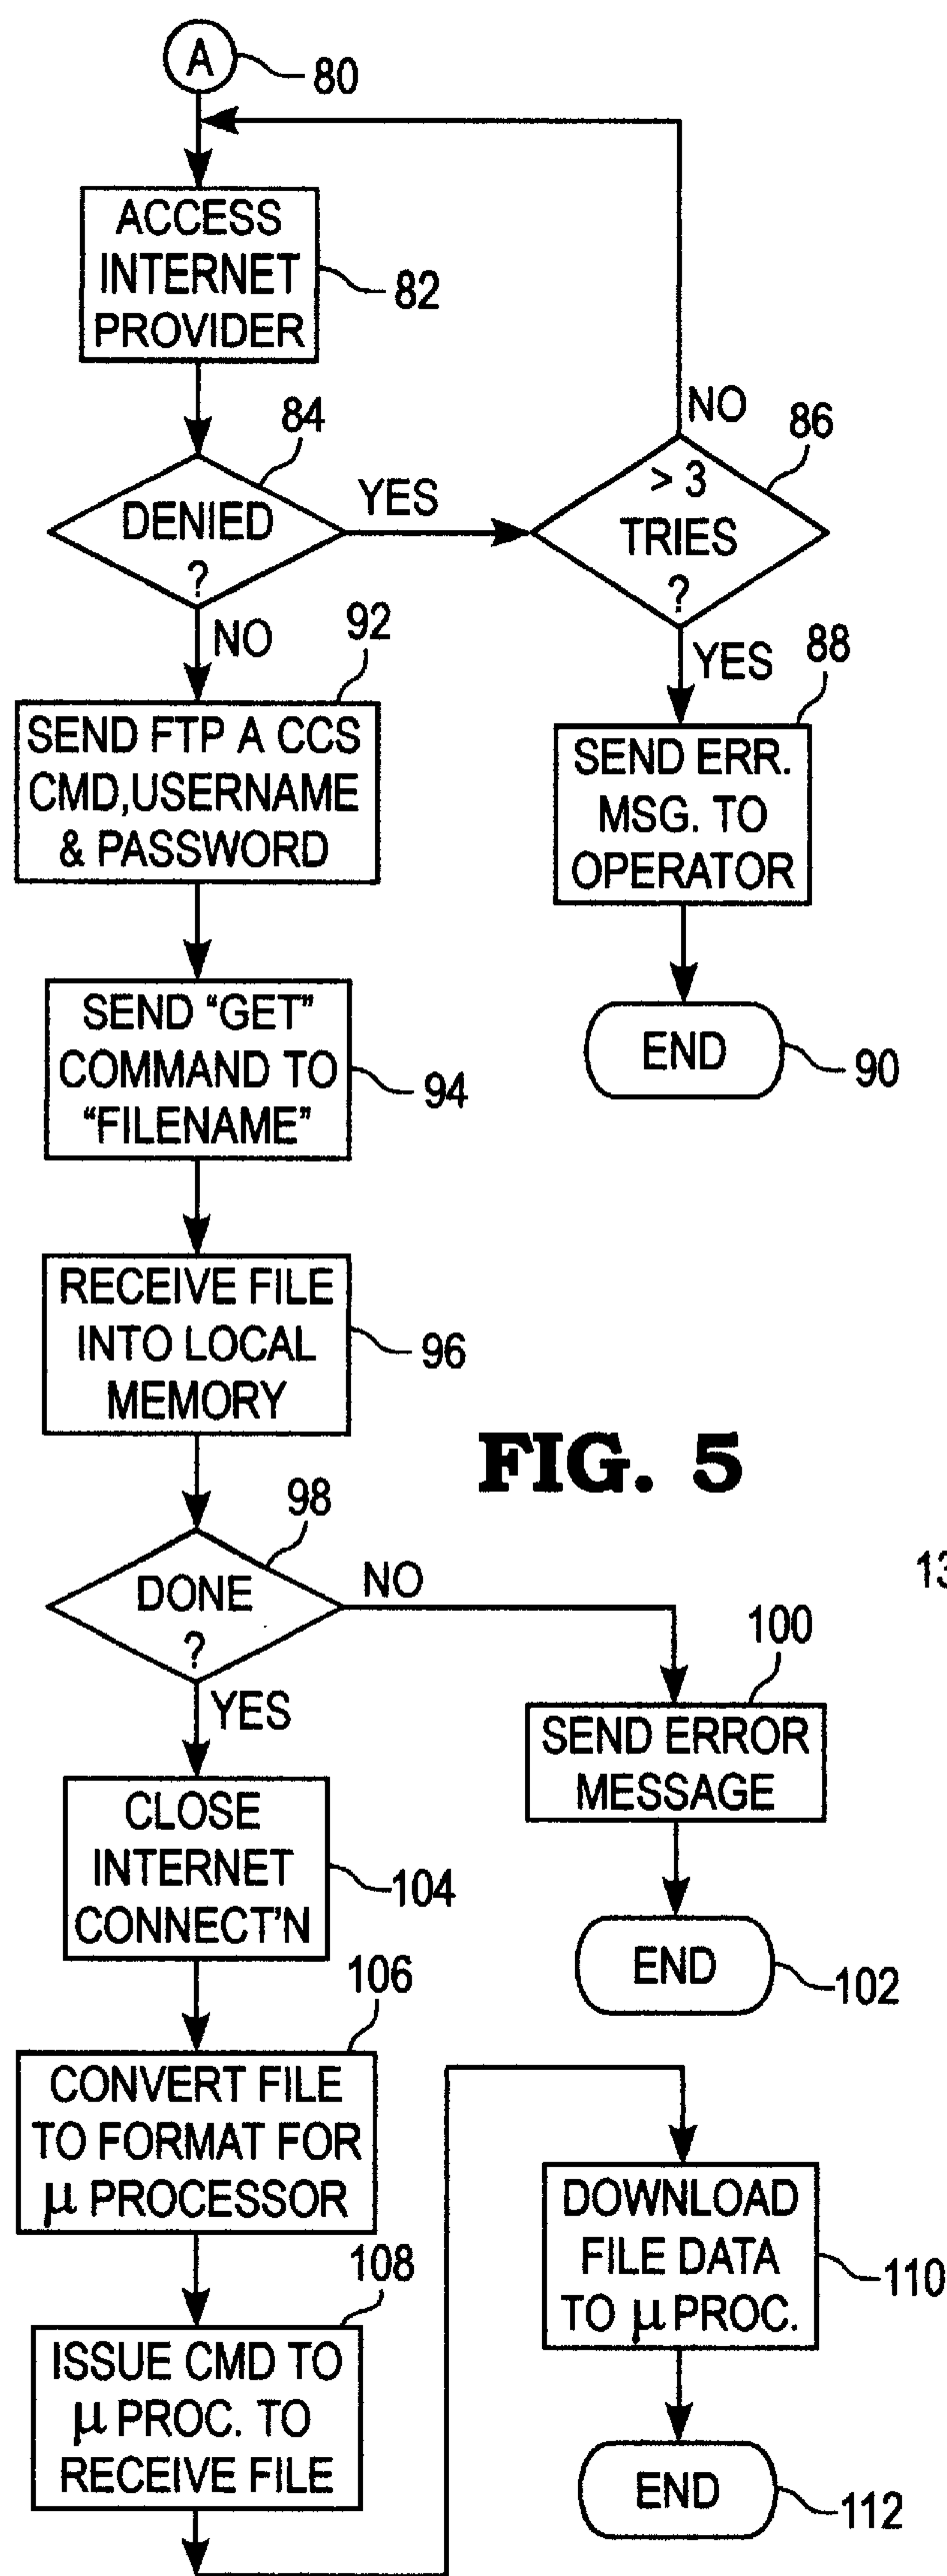 A
80
ACCESS
INTERNET
PROVIDER
82
84
DENIED
?
YES
NO
NO
86
> 3
TRIES
?
YES
88
SEND ERR.
MSG. TO
OPERATOR
END
90
92
SEND FTP A CCS
CMD,USERNAME
& PASSWORD
SEND “GET”
COMMAND TO
“FILENAME”
94
RECEIVE FILE
INTO LOCAL
MEMORY
96
FIG. 5
98
DONE
?
NO
13
YES
100
SEND ERROR
MESSAGE
END
102
CLOSE
INTERNET
CONNECT'N
104
106
CONVERT FILE
TO FORMAT FOR
μ PROCESSOR
108
ISSUE CMD TO
μ PROC. TO
RECEIVE FILE
DOWNLOAD
FILE DATA
TO μ PROC.
110
END
112